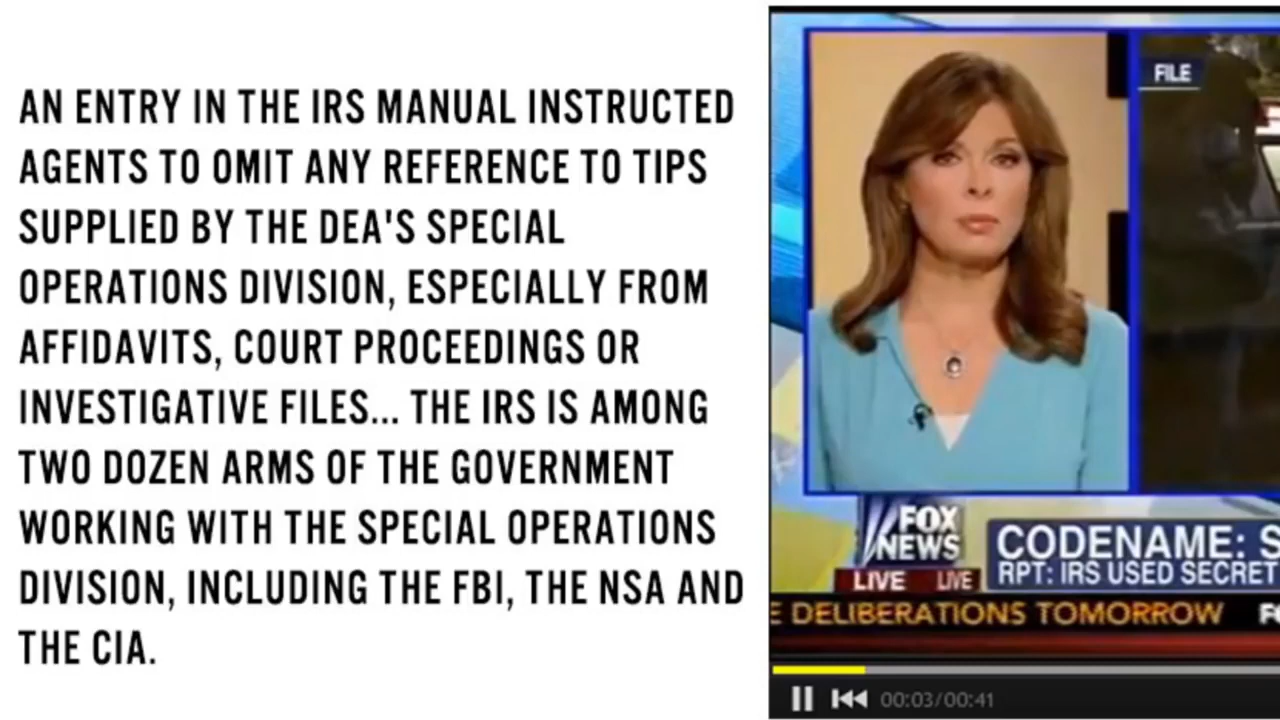 AN ENTRY IN THE IRS MANUAL INSTRUCTED
AGENTS TO OMIT ANY REFERENCE TO TIPS
SUPPLIED BY THE DEA'S SPECIAL
OPERATIONS DIVISION, ESPECIALLY FROM
AFFIDAVITS, COURT PROCEEDINGS OR
INVESTIGATIVE FILES... THE IRS IS AMONG
TWO DOZEN ARMS OF THE GOVERNMENT
WORKING WITH THE SPECIAL OPERATIONS
DIVISION, INCLUDING THE FBI, THE NSA AND
THE CIA.
FILE
FOX
NEWS
LIVE LIVE
CODENAME: S
RPT: IRS USED SECRET
E DELIBERATIONS TOMORROW
00:03/00:41